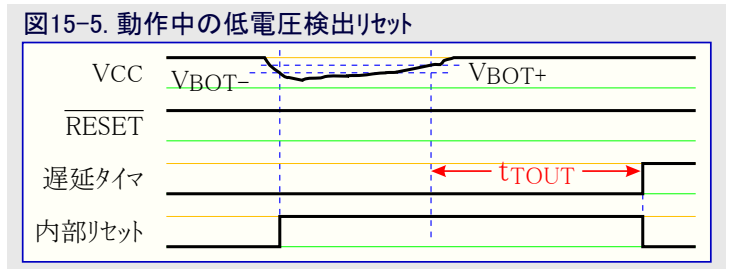 図15-5. 動作中の低電圧検出リセット
VCC
VBOT-
VBOT+
RESET
遅延タイマ
tTOUT
内部リセット